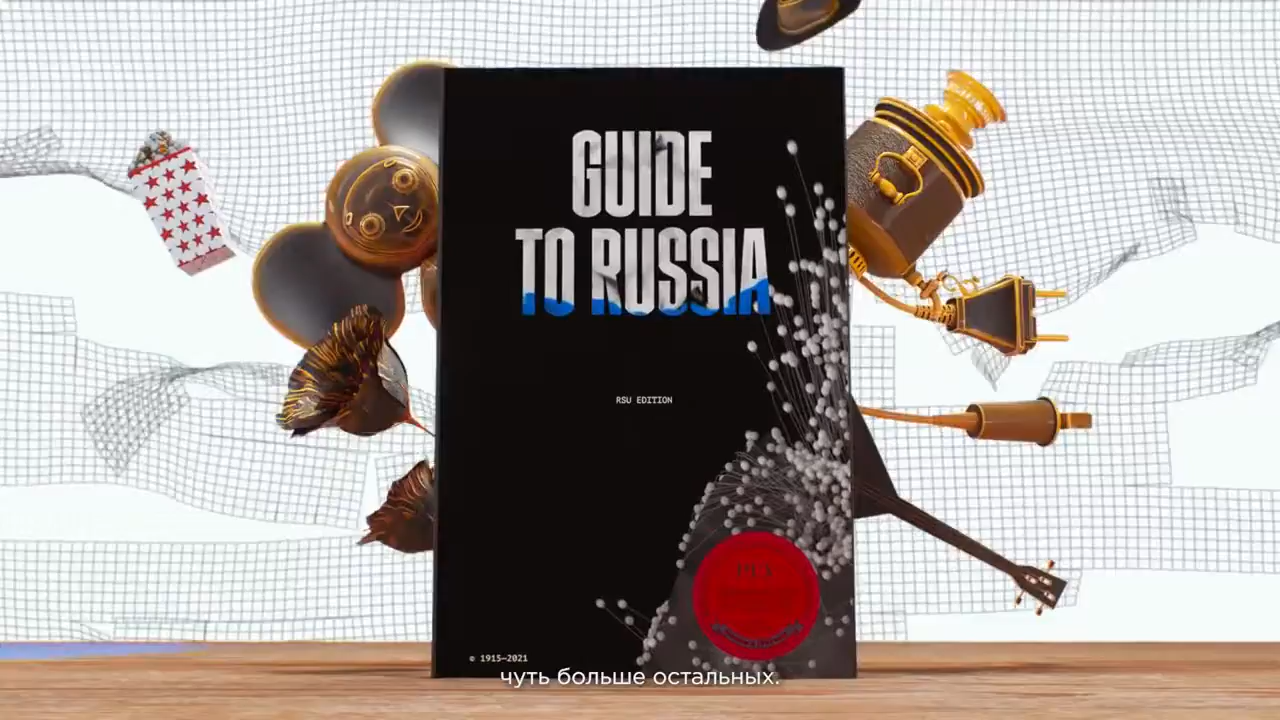 GUIDE
TO RUSSIA
RSU EDITION
© 1915—2021
чуть больше остальных.